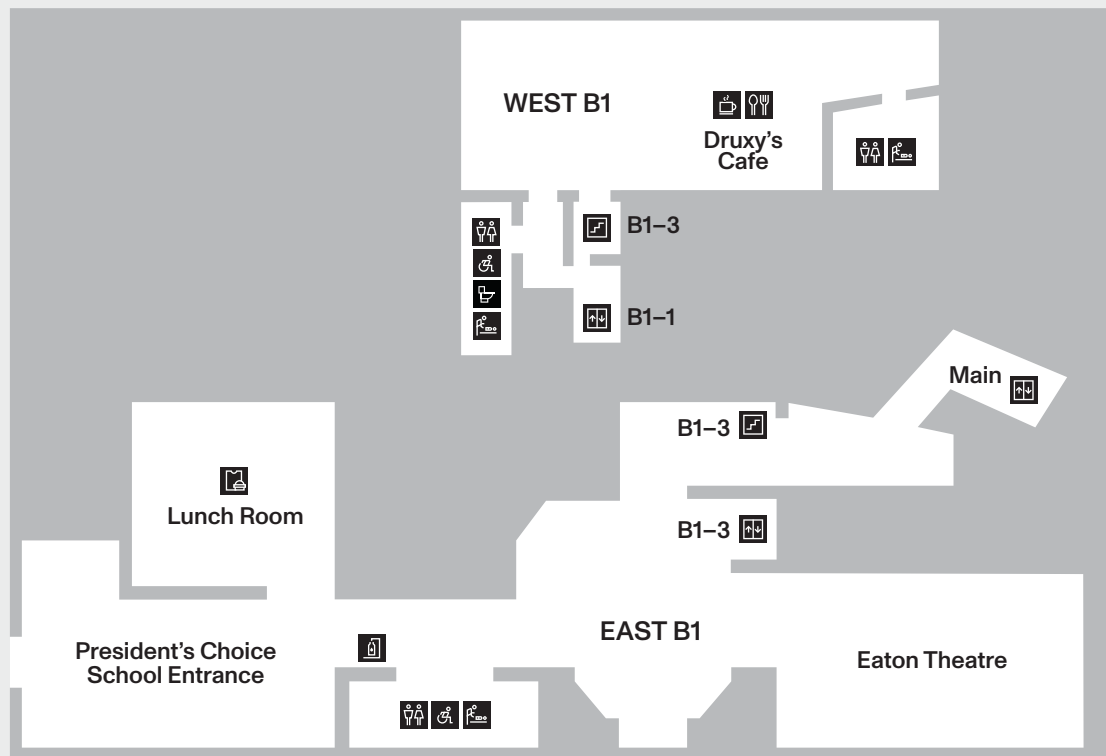 WEST B1
Druxy’s
Cafe
B1–3
B1–1
Main
B1–3
Lunch Room
B1–3
EAST B1
President’s Choice
School Entrance
Eaton Theatre